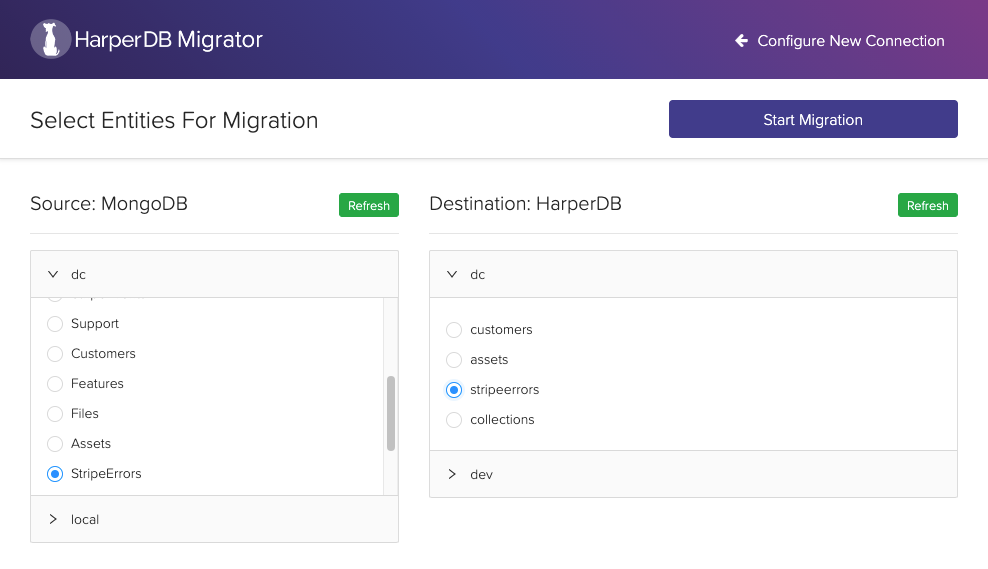 HarperDB Migrator
Configure New Connection
Select Entities For Migration
Start Migration
Source: MongoDB
Refresh
dc
Support
Customers
Features
Files
Assets
StripeErrors
local
Destination: HarperDB
Refresh
dc
customers
assets
stripeerrors
collections
dev